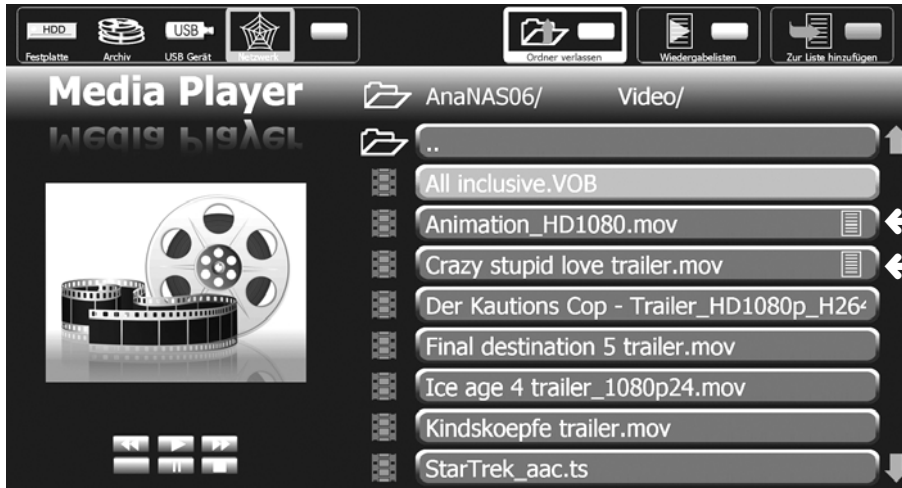 HDD
USB
Festplatte Archiv USB Gerät Netzwerk Ordner verlassen Wiedergabelisten Zur Liste hinzufügen
Media Player
AnaNAS06/ Video/
..
All inclusive.VOB
Animation_HD1080.mov
Crazy stupid love trailer.mov
Der Kautions Cop - Trailer_HD1080p_H264
Final destination 5 trailer.mov
Ice age 4 trailer_1080p24.mov
Kindskoepfe trailer.mov
StarTrek_aac.ts